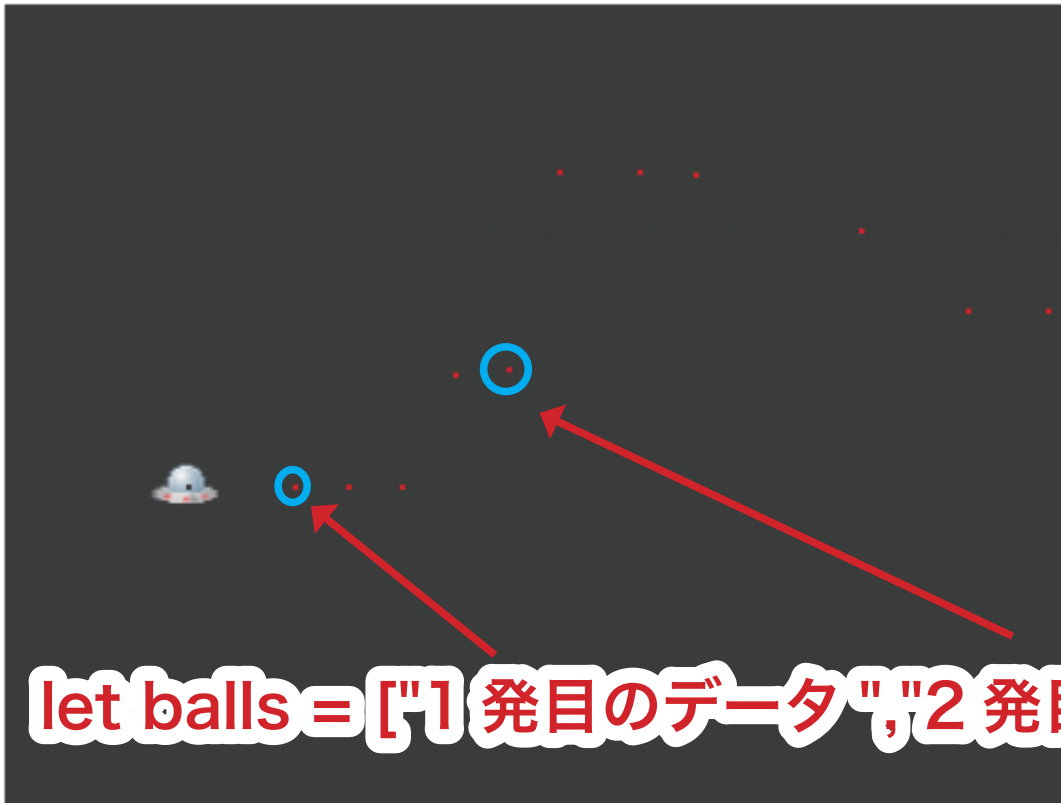 let balls = ["1 発目のデータ ","2 発